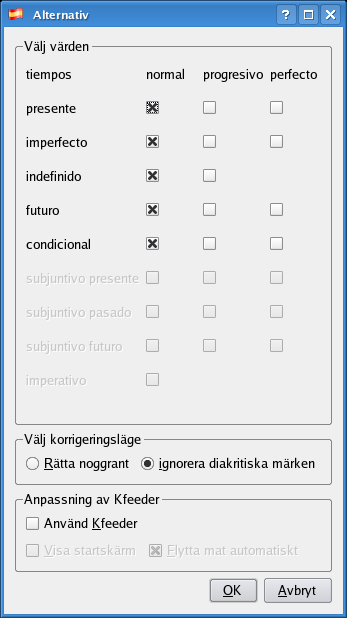 Alternativ
Välj värden
tiempos normal progresivo perfecto
presente
imperfecto
indefinido
futuro
condicional
subjuntivo presente
subjuntivo pasado
subjuntivo futuro
imperativo
Välj korrigeringsläge
Rätta noggrant ignorera diakritiska märken
Anpassning av Kfeeder
Använd Kfeeder
Visa startskärm Flytta mat automatiskt
OK Avbryt